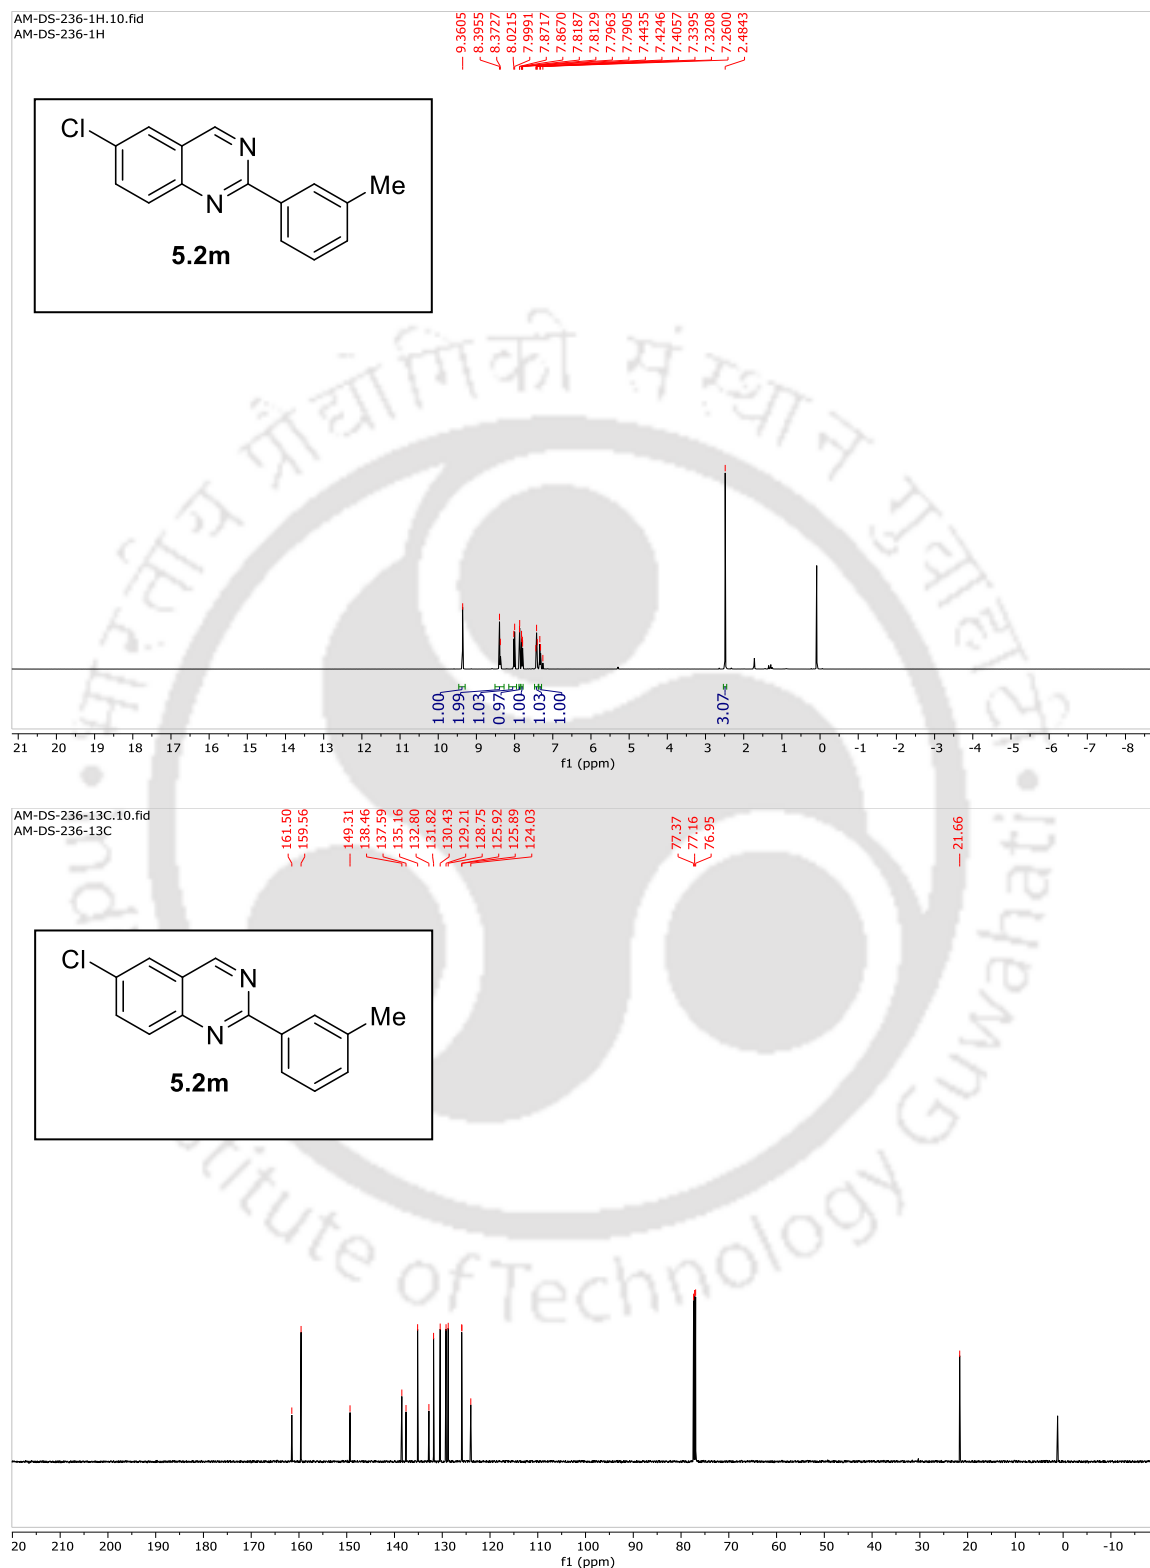 AM-DS-236-1H.10.fid
AM-DS-236-1H
9.3605
8.3955
8.3727
8.0215
7.9991
7.8717
7.8670
7.8187
7.8129
7.7963
7.7905
7.4435
7.4246
7.4057
7.3395
7.3208
7.2600
2.4843
Cl
N
N
Me
5.2m
1.00
1.99
1.03
0.97
1.00
1.03
1.00
3.07
21 20 19 18 17 16 15 14 13 12 11 10 9 8 7 6 5 4 3 2 1 0 -1 -2 -3 -4 -5 -6 -7 -8
f1 (ppm)
AM-DS-236-13C.10.fid
AM-DS-236-13C
161.50
159.56
149.31
138.46
137.59
135.16
132.80
131.82
130.43
129.21
128.75
125.92
125.89
124.03
77.37
77.16
76.95
21.66
Cl
N
N
Me
5.2m
20 210 200 190 180 170 160 150 140 130 120 110 100 90 80 70 60 50 40 30 20 10 0 -10
f1 (ppm)
भारतीय प्रौद्योगिकी संस्थान गुवाहाटी
Institute of Technology Guwahati